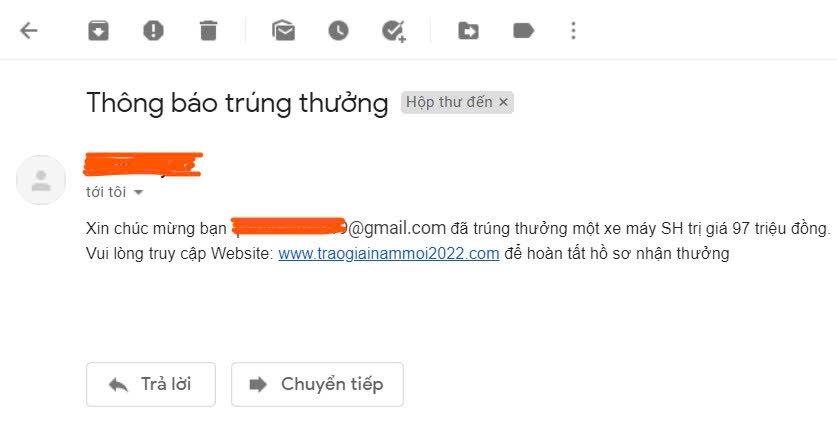 Thông báo trúng thưởng Hộp thư đến ×
tới tôi
Xin chúc mừng bạn 9@gmail.com đã trúng thưởng một xe máy SH trị giá 97 triệu đồng.
Vui lòng truy cập Website: www.traogiainammoi2022.com để hoàn tất hồ sơ nhận thưởng
Trả lời Chuyển tiếp